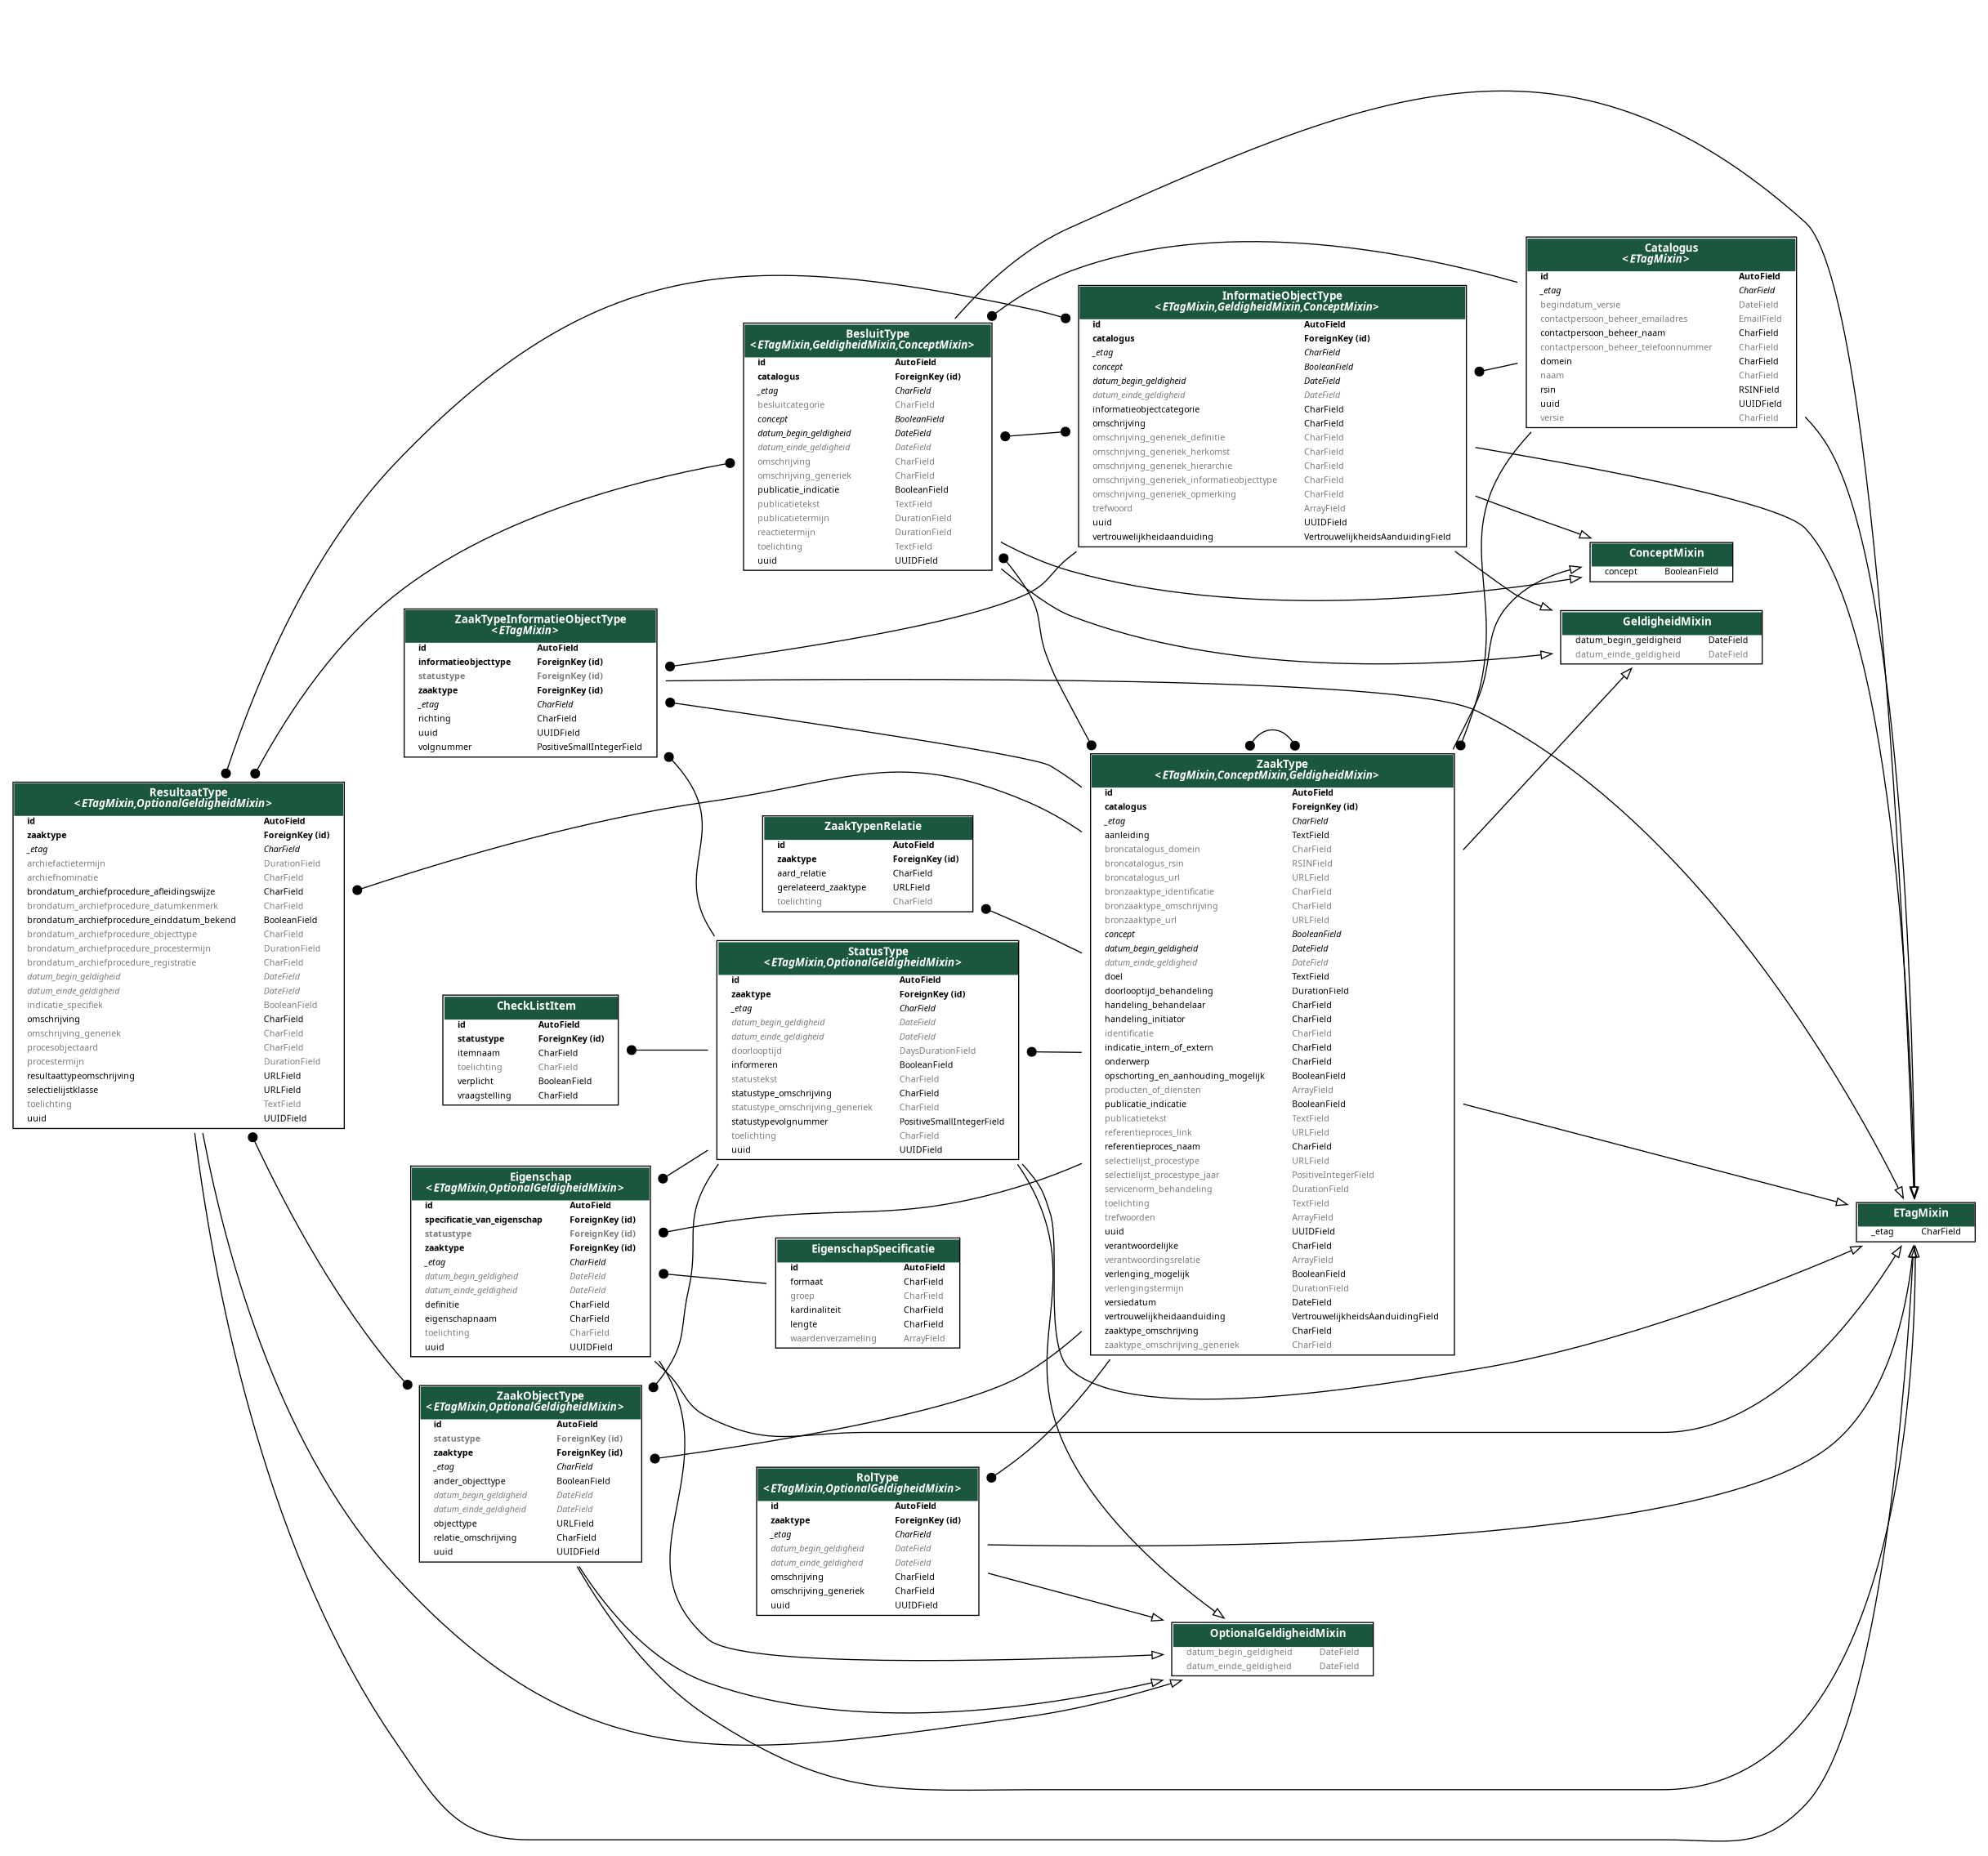 Catalogus
<ETagMixin>
id AutoField
_etag CharField
begindatum_versie DateField
contactpersoon_beheer_emailadres EmailField
contactpersoon_beheer_naam CharField
contactpersoon_beheer_telefoonnummer CharField
domein CharField
naam CharField
rsin RSINField
uuid UUIDField
versie CharField
InformatieObjectType
<ETagMixin,GeldigheidMixin,ConceptMixin>
id AutoField
catalogus ForeignKey (id)
_etag CharField
concept BooleanField
datum_begin_geldigheid DateField
datum_einde_geldigheid DateField
informatieobjectcategorie CharField
omschrijving CharField
omschrijving_generiek_definitie CharField
omschrijving_generiek_herkomst CharField
omschrijving_generiek_hierarchie CharField
omschrijving_generiek_informatieobjecttype CharField
omschrijving_generiek_opmerking CharField
trefwoord ArrayField
uuid UUIDField
vertrouwelijkheidaanduiding VertrouwelijkheidsAanduidingField
BesluitType
<ETagMixin,GeldigheidMixin,ConceptMixin>
id AutoField
catalogus ForeignKey (id)
_etag CharField
besluitcategorie CharField
concept BooleanField
datum_begin_geldigheid DateField
datum_einde_geldigheid DateField
omschrijving CharField
omschrijving_generiek CharField
publicatie_indicatie BooleanField
publicatietekst TextField
publicatietermijn DurationField
reactietermijn DurationField
toelichting TextField
uuid UUIDField
ConceptMixin
concept BooleanField
GeldigheidMixin
datum_begin_geldigheid DateField
datum_einde_geldigheid DateField
ZaakTypeInformatieObjectType
<ETagMixin>
id AutoField
informatieobjecttype ForeignKey (id)
statustype ForeignKey (id)
zaaktype ForeignKey (id)
_etag CharField
richting CharField
uuid UUIDField
volgnummer PositiveSmallIntegerField
ResultaatType
<ETagMixin,OptionalGeldigheidMixin>
id AutoField
zaaktype ForeignKey (id)
_etag CharField
archiefactietermijn DurationField
archiefnominatie CharField
brondatum_archiefprocedure_afleidingswijze CharField
brondatum_archiefprocedure_datumkenmerk CharField
brondatum_archiefprocedure_einddatum_bekend BooleanField
brondatum_archiefprocedure_objecttype CharField
brondatum_archiefprocedure_procestermijn DurationField
brondatum_archiefprocedure_registratie CharField
datum_begin_geldigheid DateField
datum_einde_geldigheid DateField
indicatie_specifiek BooleanField
omschrijving CharField
omschrijving_generiek CharField
procesobjectaard CharField
procestermijn DurationField
resultaattypeomschrijving URLField
selectielijstklasse URLField
toelichting TextField
uuid UUIDField
ZaakType
<ETagMixin,ConceptMixin,GeldigheidMixin>
id AutoField
catalogus ForeignKey (id)
_etag CharField
aanleiding TextField
broncatalogus_domein CharField
broncatalogus_rsin RSINField
broncatalogus_url URLField
bronzaaktype_identificatie CharField
bronzaaktype_omschrijving CharField
bronzaaktype_url URLField
concept BooleanField
datum_begin_geldigheid DateField
datum_einde_geldigheid DateField
doel TextField
doorlooptijd_behandeling DurationField
handeling_behandelaar CharField
handeling_initiator CharField
identificatie CharField
indicatie_intern_of_extern CharField
onderwerp CharField
opschorting_en_aanhouding_mogelijk BooleanField
producten_of_diensten ArrayField
publicatie_indicatie BooleanField
publicatietekst TextField
referentieproces_link URLField
referentieproces_naam CharField
selectielijst_procestype URLField
selectielijst_procestype_jaar PositiveIntegerField
servicenorm_behandeling DurationField
toelichting TextField
trefwoorden ArrayField
uuid UUIDField
verantwoordelijke CharField
verantwoordingsrelatie ArrayField
verlenging_mogelijk BooleanField
verlengingstermijn DurationField
versiedatum DateField
vertrouwelijkheidaanduiding VertrouwelijkheidsAanduidingField
zaaktype_omschrijving CharField
zaaktype_omschrijving_generiek CharField
ZaakTypenRelatie
id AutoField
zaaktype ForeignKey (id)
aard_relatie CharField
gerelateerd_zaaktype URLField
toelichting CharField
StatusType
<ETagMixin,OptionalGeldigheidMixin>
id AutoField
zaaktype ForeignKey (id)
_etag CharField
datum_begin_geldigheid DateField
datum_einde_geldigheid DateField
doorlooptijd DaysDurationField
informeren BooleanField
statustekst CharField
statustype_omschrijving CharField
statustype_omschrijving_generiek CharField
statustypevolgnummer PositiveSmallIntegerField
toelichting CharField
uuid UUIDField
CheckListItem
id AutoField
statustype ForeignKey (id)
itemnaam CharField
toelichting CharField
verplicht BooleanField
vraagstelling CharField
Eigenschap
<ETagMixin,OptionalGeldigheidMixin>
id AutoField
specificatie_van_eigenschap ForeignKey (id)
statustype ForeignKey (id)
zaaktype ForeignKey (id)
_etag CharField
datum_begin_geldigheid DateField
datum_einde_geldigheid DateField
definitie CharField
eigenschapnaam CharField
toelichting CharField
uuid UUIDField
EigenschapSpecificatie
id AutoField
formaat CharField
groep CharField
kardinaliteit CharField
lengte CharField
waardenverzameling ArrayField
ETagMixin
_etag CharField
ZaakObjectType
<ETagMixin,OptionalGeldigheidMixin>
id AutoField
statustype ForeignKey (id)
zaaktype ForeignKey (id)
_etag CharField
ander_objecttype BooleanField
datum_begin_geldigheid DateField
datum_einde_geldigheid DateField
objecttype URLField
relatie_omschrijving CharField
uuid UUIDField
RolType
<ETagMixin,OptionalGeldigheidMixin>
id AutoField
zaaktype ForeignKey (id)
_etag CharField
datum_begin_geldigheid DateField
datum_einde_geldigheid DateField
omschrijving CharField
omschrijving_generiek CharField
uuid UUIDField
OptionalGeldigheidMixin
datum_begin_geldigheid DateField
datum_einde_geldigheid DateField